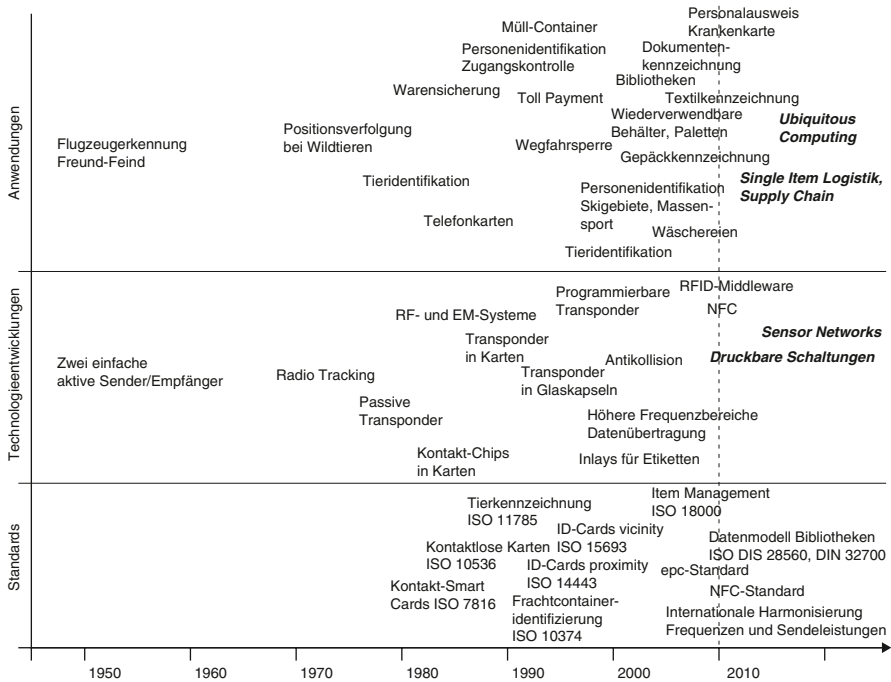 Anwendungen
Personalausweis
Krankenkarte
Müll-Container
Personenidentifikation
Zugangskontrolle
Dokumenten-
kennzeichnung
Bibliotheken
Warensicherung
Toll Payment
Textilkennzeichnung
Wiederverwendbare
Behälter, Paletten
Ubiquitous
Computing
Flugzeugerkennung
Freund-Feind
Positionsverfolgung
bei Wildtieren
Wegfahrsperre
Gepäckkennzeichnung
Tieridentifikation
Single Item Logistik,
Supply Chain
Personenidentifikation
Skigebiete, Massen-
sport
Telefonkarten
Wäschereien
Tieridentifikation
Technologieentwicklungen
RFID-Middleware
Programmierbare
Transponder
NFC
RF- und EM-Systeme
Sensor Networks
Transponder
in Karten
Antikollision
Druckbare Schaltungen
Zwei einfache
aktive Sender/Empfänger
Radio Tracking
Transponder
in Glaskapseln
Passive
Transponder
Höhere Frequenzbereiche
Datenübertragung
Kontakt-Chips
in Karten
Inlays für Etiketten
Standards
Item Management
ISO 18000
Tierkennzeichnung
ISO 11785
ID-Cards vicinity
ISO 15693
Datenmodell Bibliotheken
ISO DIS 28560, DIN 32700
Kontaktlose Karten
ISO 10536
ID-Cards proximity
ISO 14443
epc-Standard
Kontakt-Smart
Cards ISO 7816
NFC-Standard
Frachtcontainer-
identifizierung
ISO 10374
Internationale Harmonisierung
Frequenzen und Sendeleistungen
1950
1960
1970
1980
1990
2000
2010